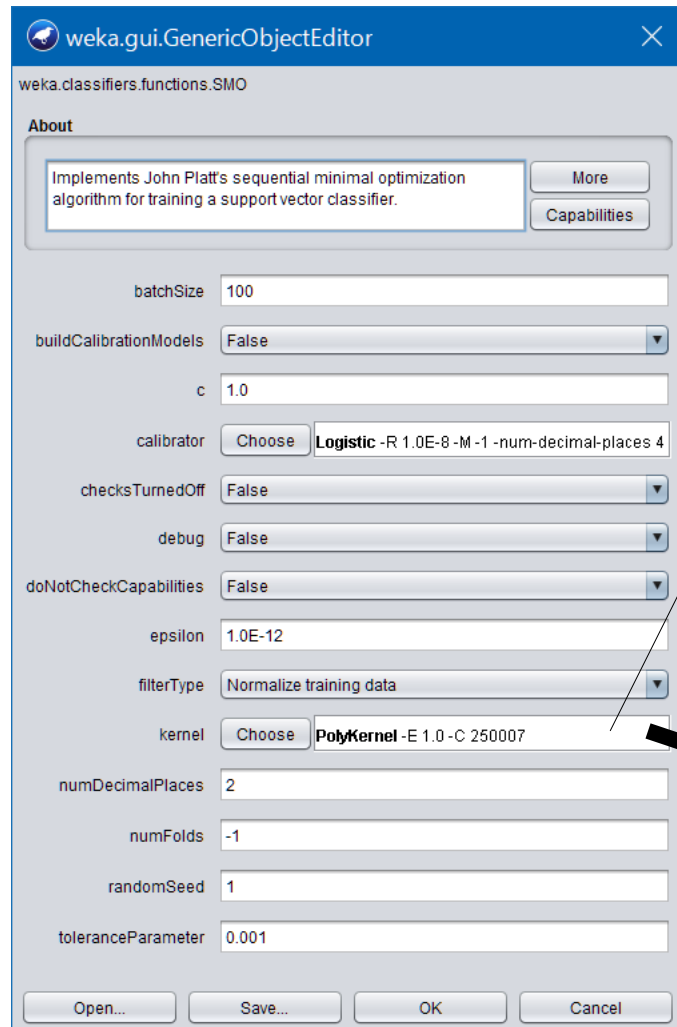 weka.gui.GenericObjectEditor
weka.classifiers.functions.SMO
About
Implements John Platt's sequential minimal optimization
algorithm for training a support vector classifier.
More
Capabilities
batchSize 100
buildCalibrationModels False
c 1.0
calibrator Choose Logistic -R 1.0E-8 -M -1 -num-decimal-places 4
checksTurnedOff False
debug False
doNotCheckCapabilities False
epsilon 1.0E-12
filterType Normalize training data
kernel Choose PolyKernel -E 1.0 -C 250007
numDecimalPlaces 2
numFolds -1
randomSeed 1
toleranceParameter 0.001
Open... Save... OK Cancel